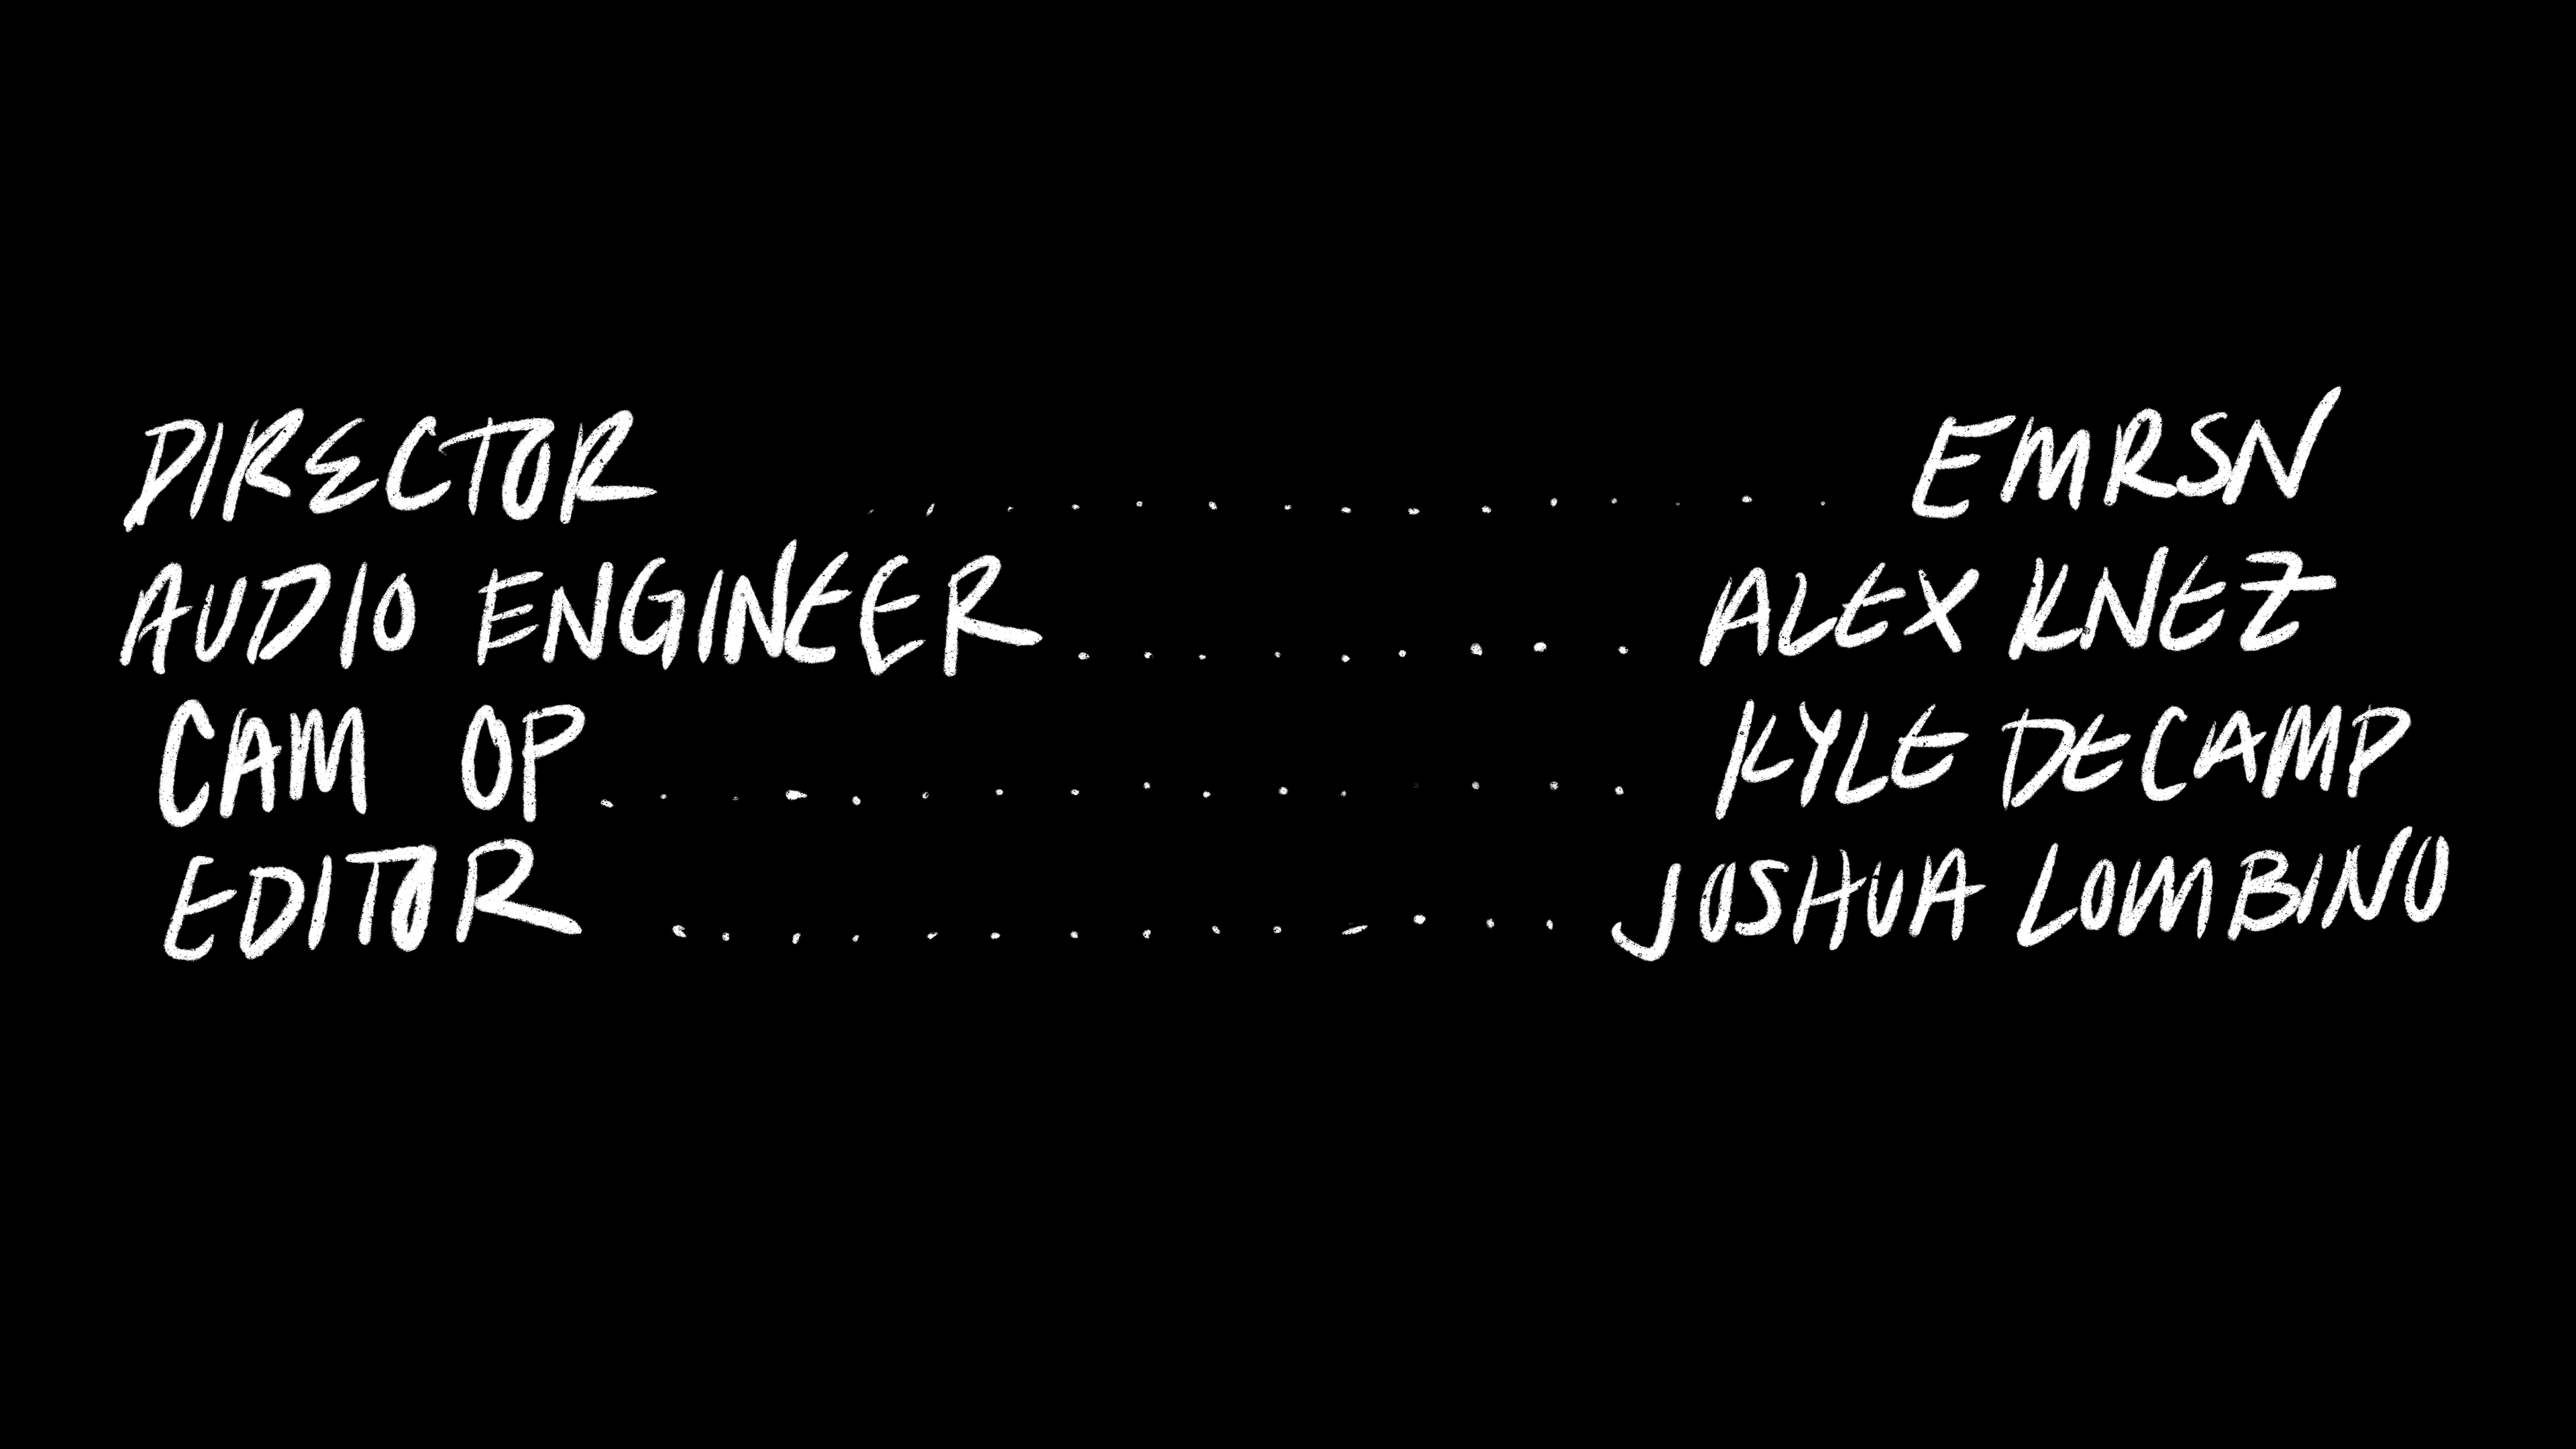 DIRECTOR . . . . . . . . . . . . . . . EMRSN
AUDIO ENGINEER . . . . . . . . . ALEX KNEZ
CAM OP . . . . . . . . . . . . . . . . KYLE DECAMP
EDITOR . . . . . . . . . . . . . . JOSHUA LOMBINO